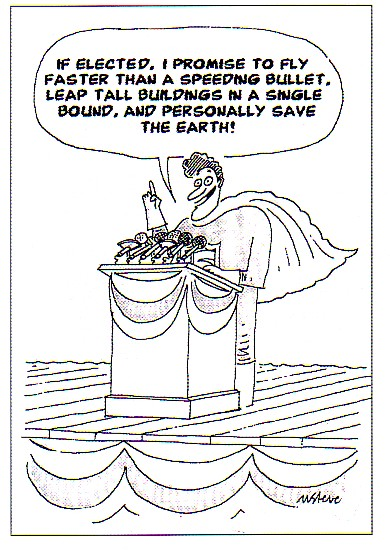 IF ELECTED, I PROMISE TO FLY
FASTER THAN A SPEEDING BULLET,
LEAP TALL BUILDINGS IN A SINGLE
BOUND, AND PERSONALLY SAVE
THE EARTH!